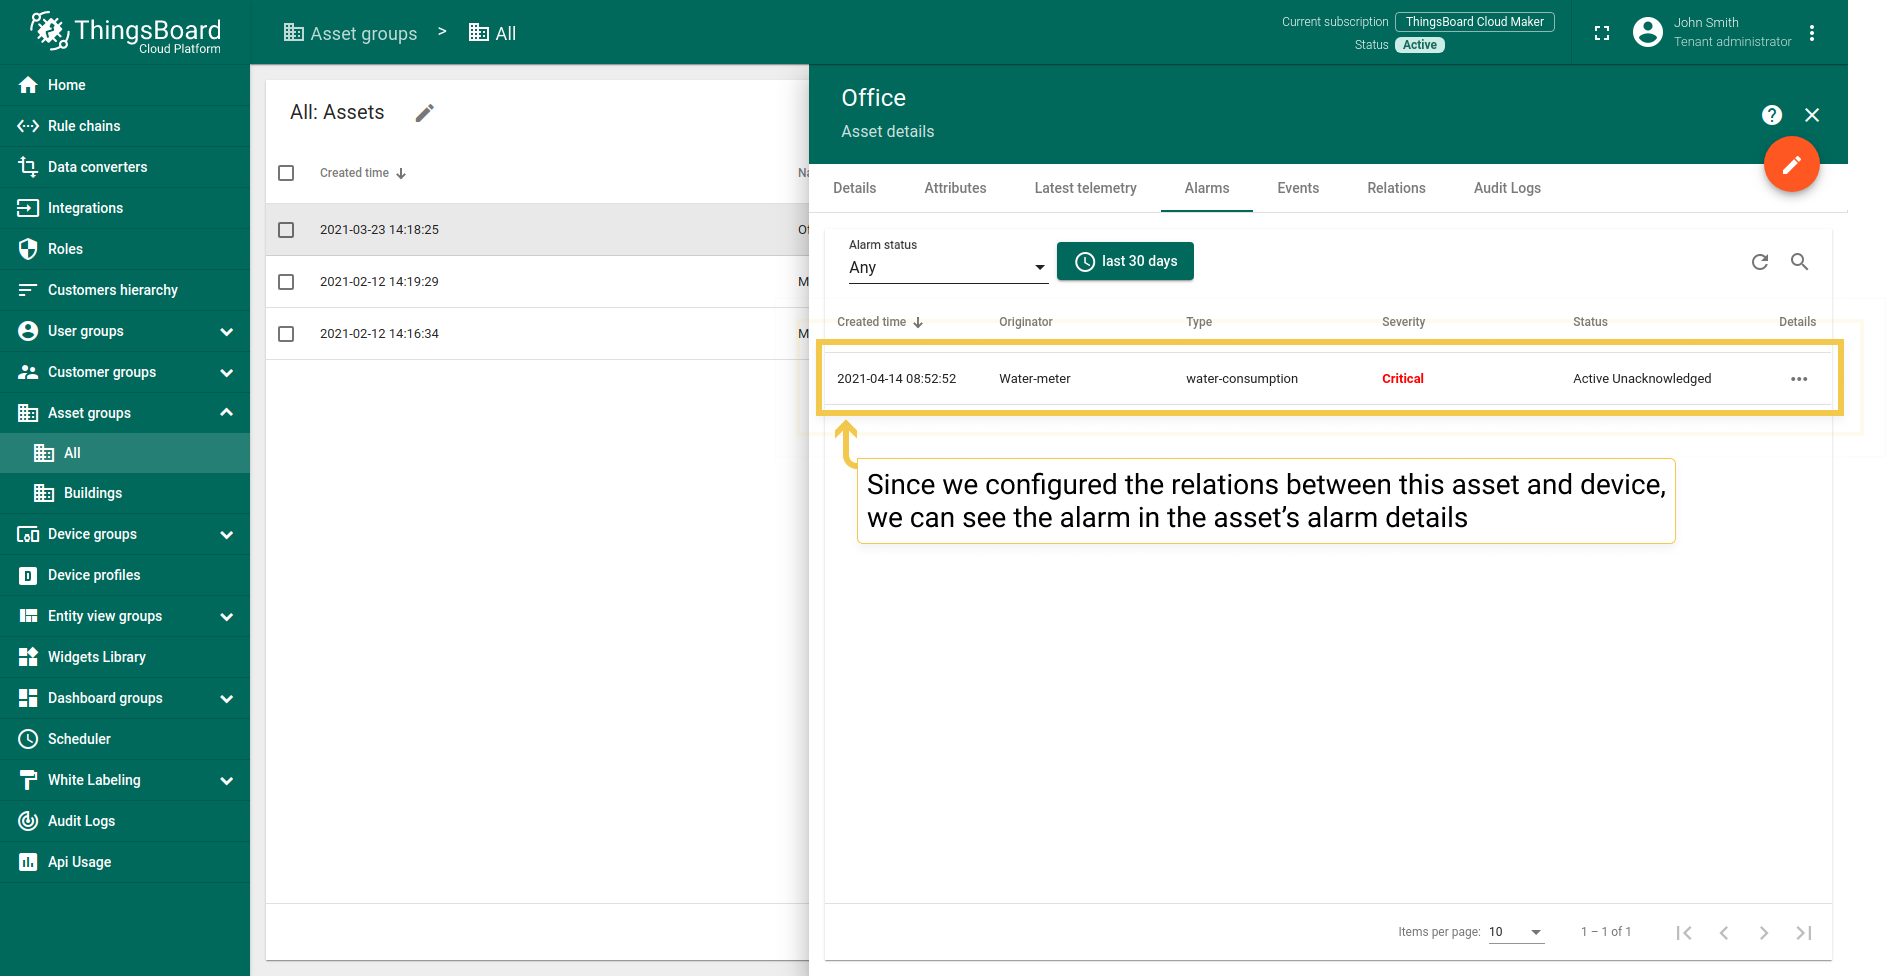 ThingsBoard
Cloud Platform
Asset groups > All
Current subscription ThingsBoard Cloud Maker
Status Active
John Smith
Tenant administrator
Home
Rule chains
Data converters
Integrations
Roles
Customers hierarchy
User groups
Customer groups
Asset groups
All
Buildings
Device groups
Device profiles
Entity view groups
Widgets Library
Dashboard groups
Scheduler
White Labeling
Audit Logs
Api Usage
All: Assets
Created time
2021-03-23 14:18:25
2021-02-12 14:19:29
M
2021-02-12 14:16:34
M
Office
Asset details
Details Attributes Latest telemetry Alarms Events Relations Audit Logs
Alarm status
Any
last 30 days
Created time Originator Type Severity Status Details
2021-04-14 08:52:52 Water-meter water-consumption Critical Active Unacknowledged
Since we configured the relations between this asset and device,
we can see the alarm in the asset’s alarm details
Items per page: 10 1 – 1 of 1